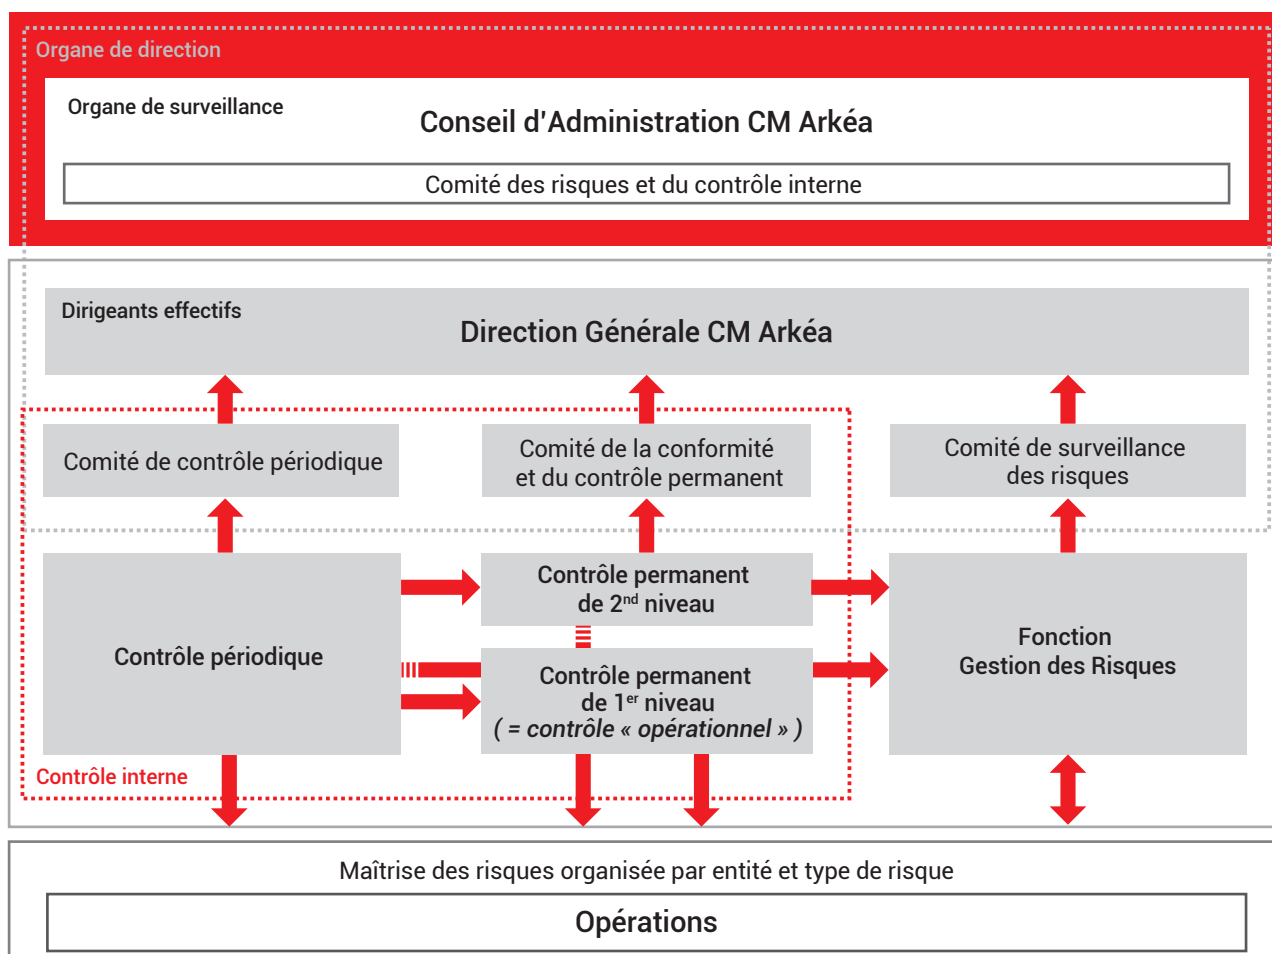 Organe de direction
Organe de surveillance
Conseil d'Administration CM Arkéa
Comité des risques et du contrôle interne
Dirigeants effectifs
Direction Générale CM Arkéa
Comité de contrôle périodique
Comité de la conformité
et du contrôle permanent
Comité de surveillance
des risques
Contrôle périodique
Contrôle permanent
de 2nd niveau
Contrôle permanent
de 1er niveau
( = contrôle « opérationnel » )
Fonction
Gestion des Risques
Contrôle interne
Maîtrise des risques organisée par entité et type de risque
Opérations